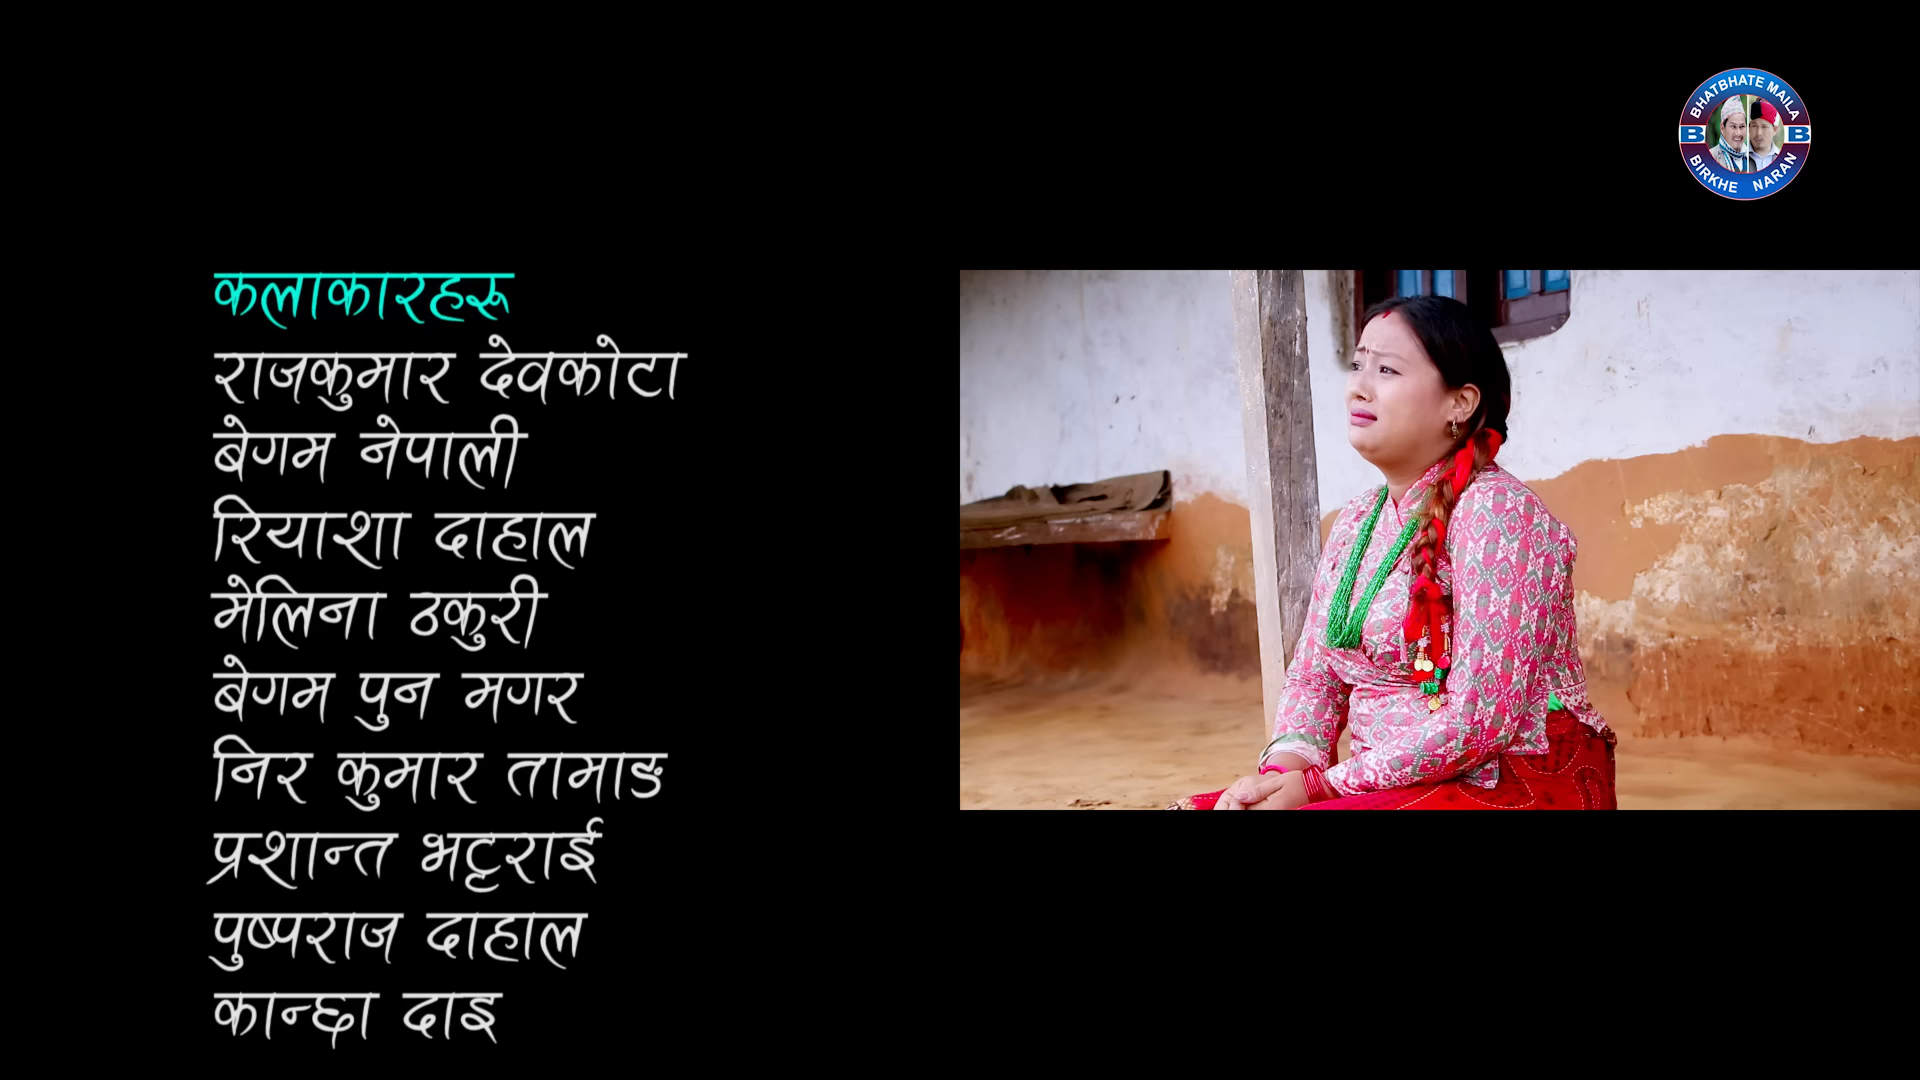 BHATBHATE MAILA
B B
BIRKHE NARAN
कलाकारहरू
राजकुमार देवकोटा
बेगम नेपाली
रियाशा दाहाल
मेलिना ठकुरी
बेगम पुन मगर
निर कुमार तामाङ
प्रशान्त भट्टराई
पुष्पराज दाहाल
कान्छा दाइ